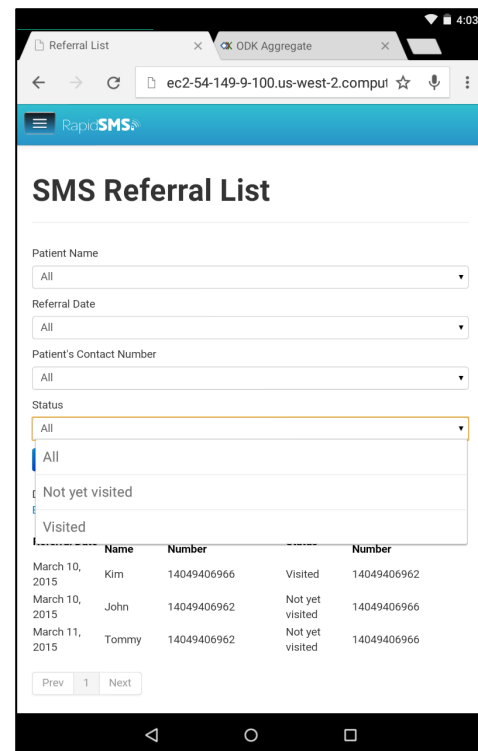 4:03
Referral List
ODK Aggregate
ec2-54-149-9-100.us-west-2.comput
RapidSMS
SMS Referral List
Patient Name
All
Referral Date
All
Patient's Contact Number
All
Status
All
All
Not yet visited
Visited
Name Number Number
March 10, 2015 Kim 14049406966 Visited 14049406962
March 10, 2015 John 14049406962 Not yet visited 14049406966
March 11, 2015 Tommy 14049406962 Not yet visited 14049406966
Prev 1 Next